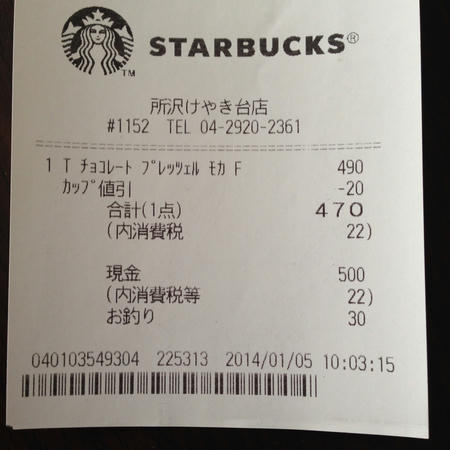 STARBUCKS®
TM
所沢けやき台店
#1152 TEL 04-2920-2361
1 T ﾁｮｺﾚｰﾄ ﾌﾟﾚｯﾂｪﾙ ﾓｶ F 490
ｶｯﾌﾟ値引 -20
合計(1点) 470
(内消費税 22)
現金 500
(内消費税等 22)
お釣り 30
040103549304 225313 2014/01/05 10:03:15